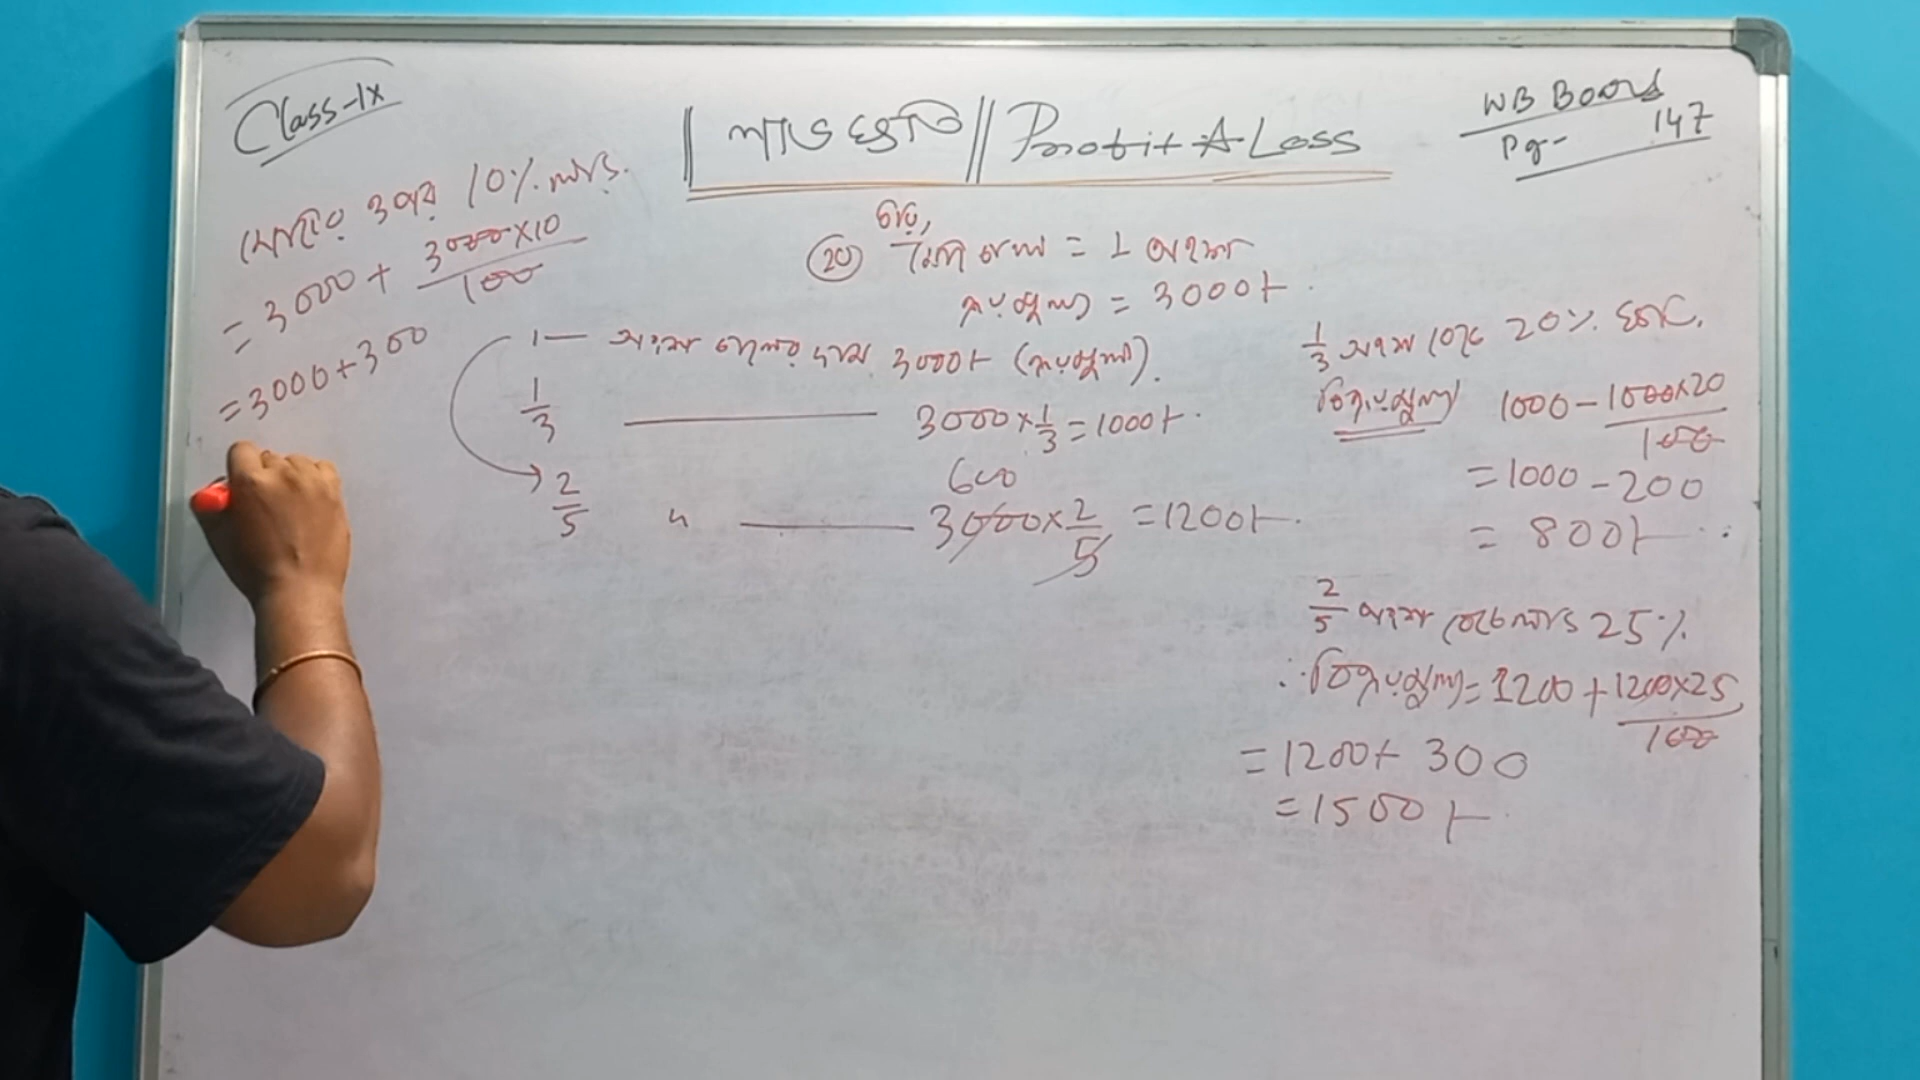 Class-IX
|| লাভ ক্ষতি || Profit & Loss
WB Board
Pg- 147
মোটের উপর 10% লাভ.
= 3000 + 3000×10/100
= 3000+300
ধরি,
(20) = 1 অংশ
ক্রয়মূল্য = 3000৳.
1 — অংশ চালের দাম 3000৳ (ক্রয়মূল্য).
1/3 ——— 3000×1/3 = 1000৳.
600
2/5 " ——— 3000×2/5 = 1200৳.
1/3 অংশ 20% ক্ষতি.
বিক্রয়মূল্য 1000 - 1000×20/100
= 1000 - 200
= 800৳
2/5 অংশ লাভ 25%
∴ বিক্রয়মূল্য = 1200 + 1200×25/100
= 1200+ 300
= 1500৳